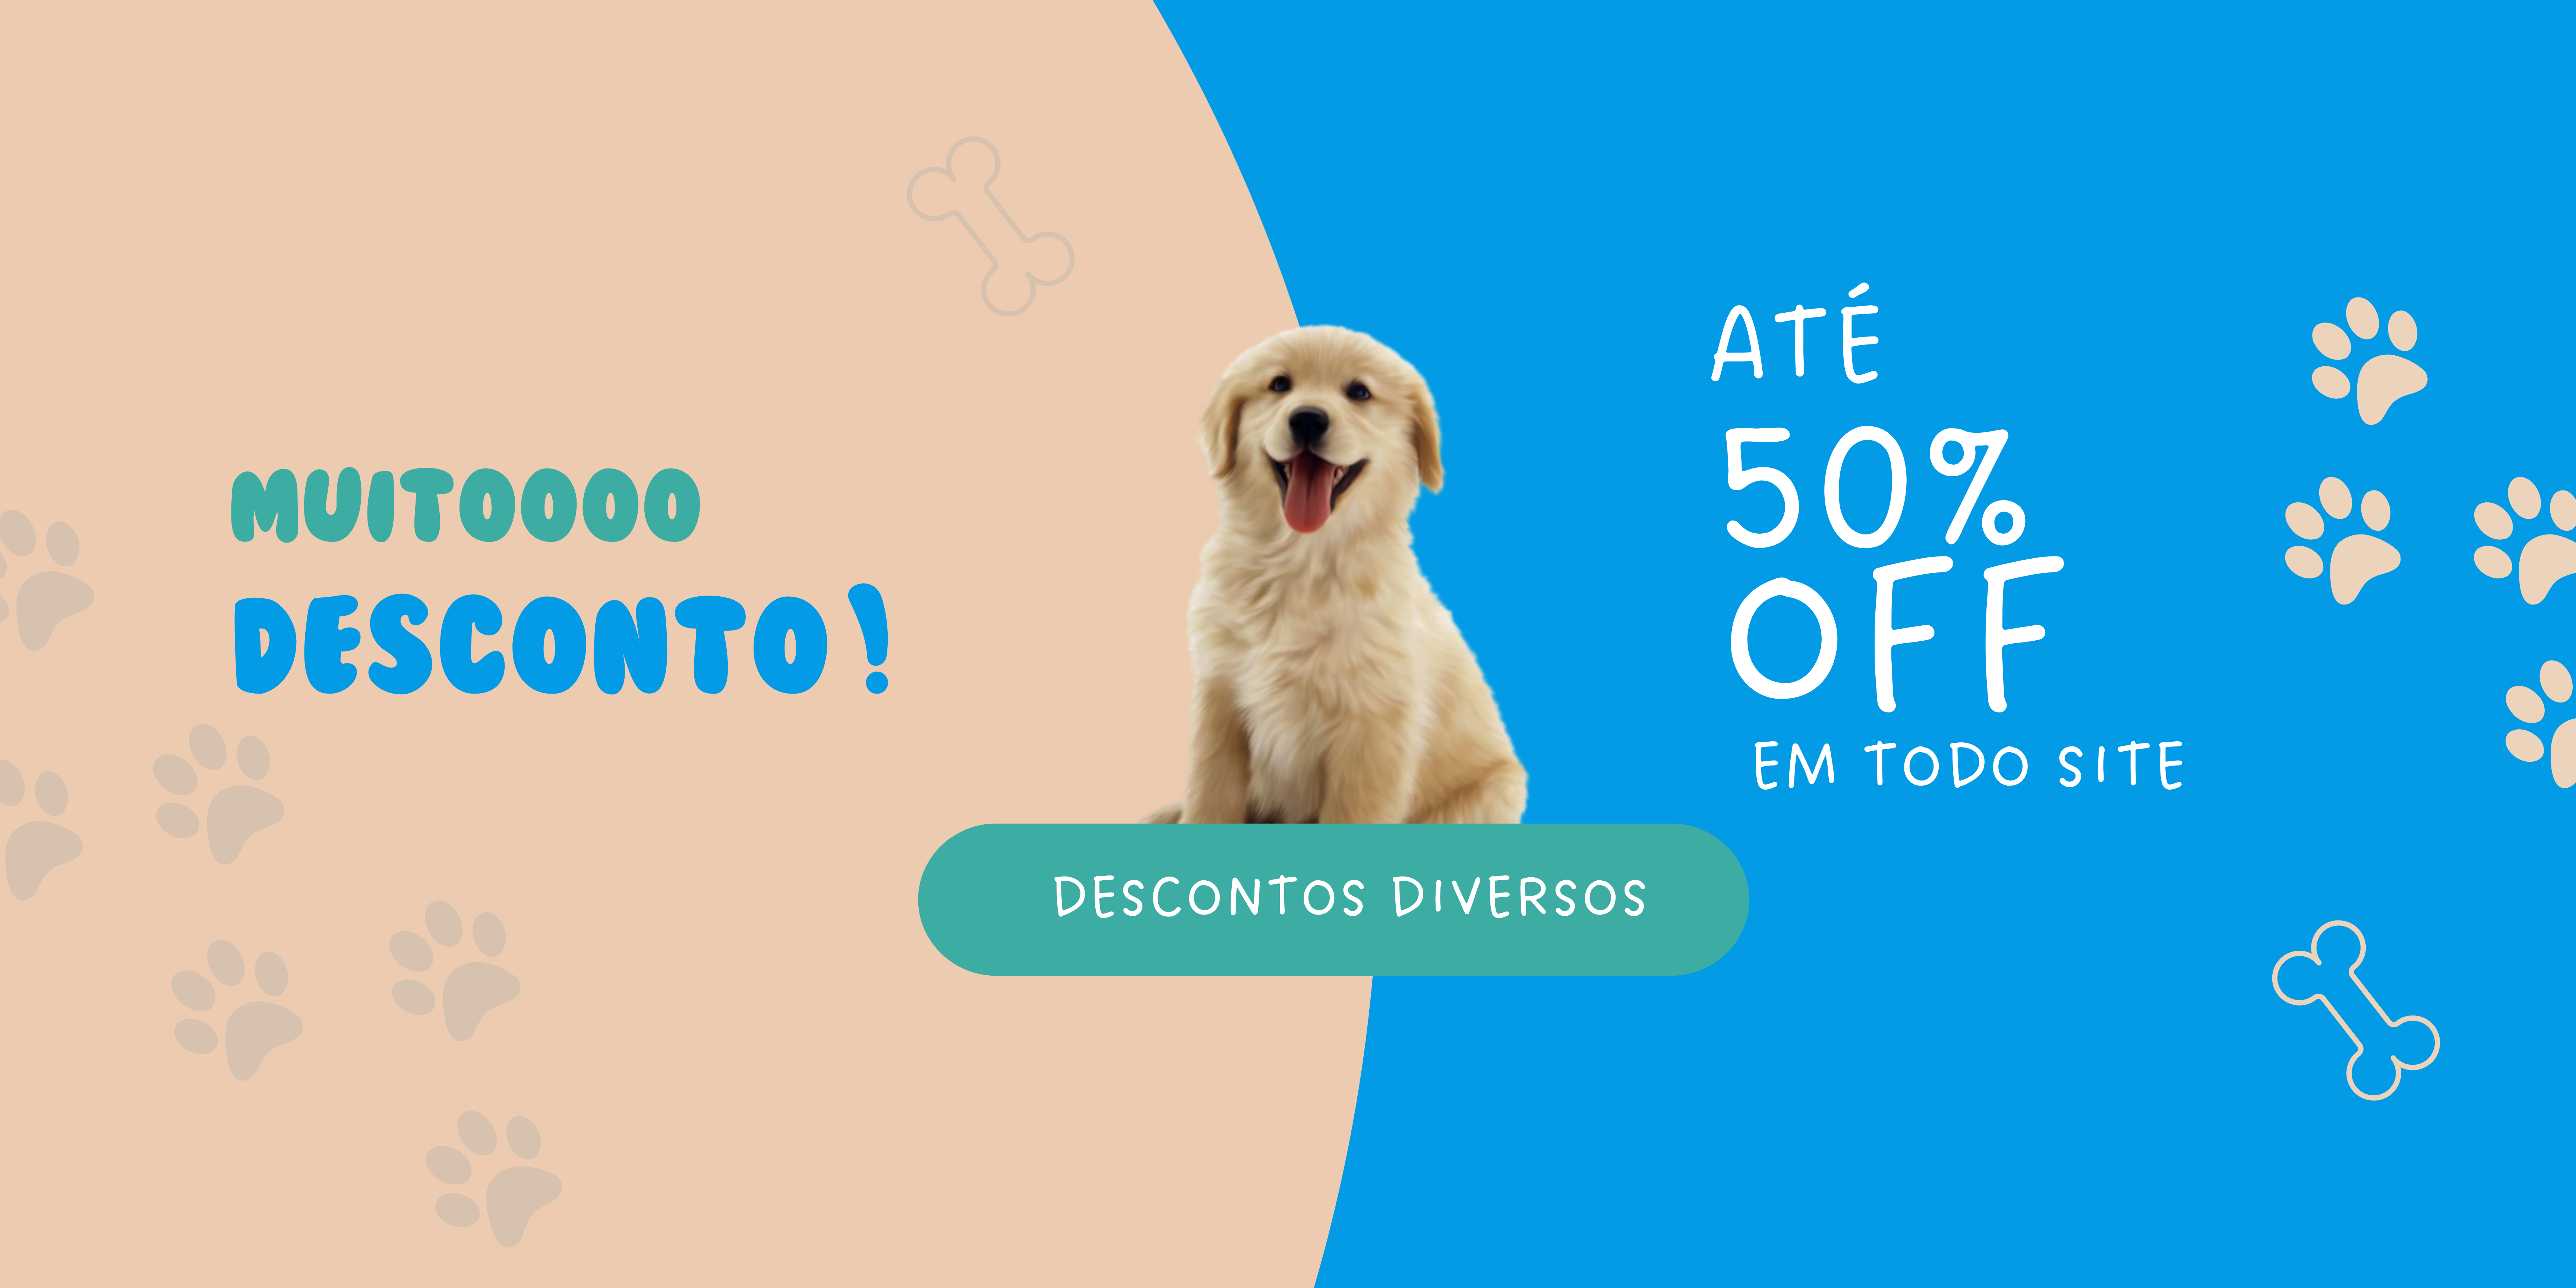 MUITOOOO
DESCONTO!
ATÉ
50%
OFF
EM TODO SITE
DESCONTOS DIVERSOS